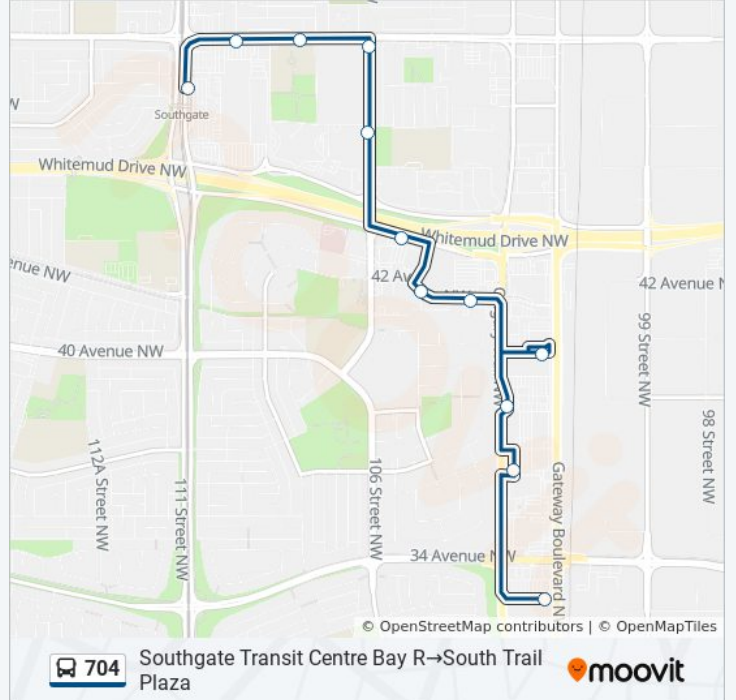 W
Southgate
Whitemud Drive NW
Whitemud Drive NW
enue NW
42 Av
NW
42 Avenue N
40 Avenue NW
99 Street NW
98 Street NW
112A Street NW
111 Street NW
106 Street NW
Gateway Boulevard N
34 Avenue NW
© OpenStreetMap contributors | © OpenMapTiles
704
Southgate Transit Centre Bay R→South Trail
Plaza
moovit